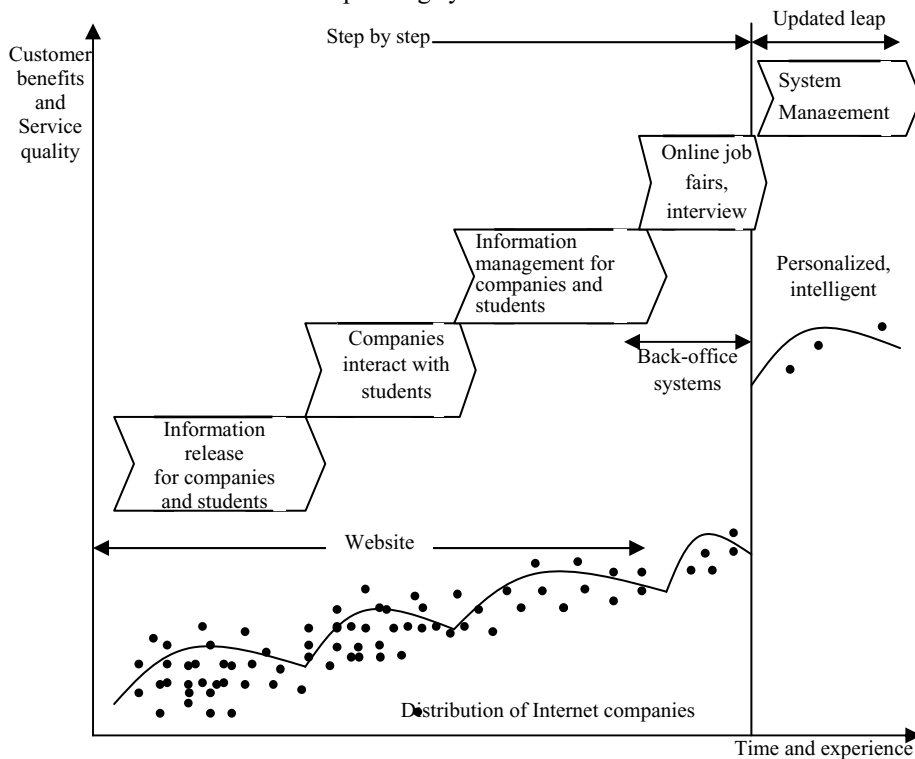 Updated leap
Step by step
Customer
benefits
and
Service
quality
System
Management
Online job
fairs,
interview
Information
management for
companies and
students
Personalized,
intelligent
Companies
interact with
students
Back-office
systems
Information
release
for companies
and students
Website
Distribution of Internet companies
Time and experience